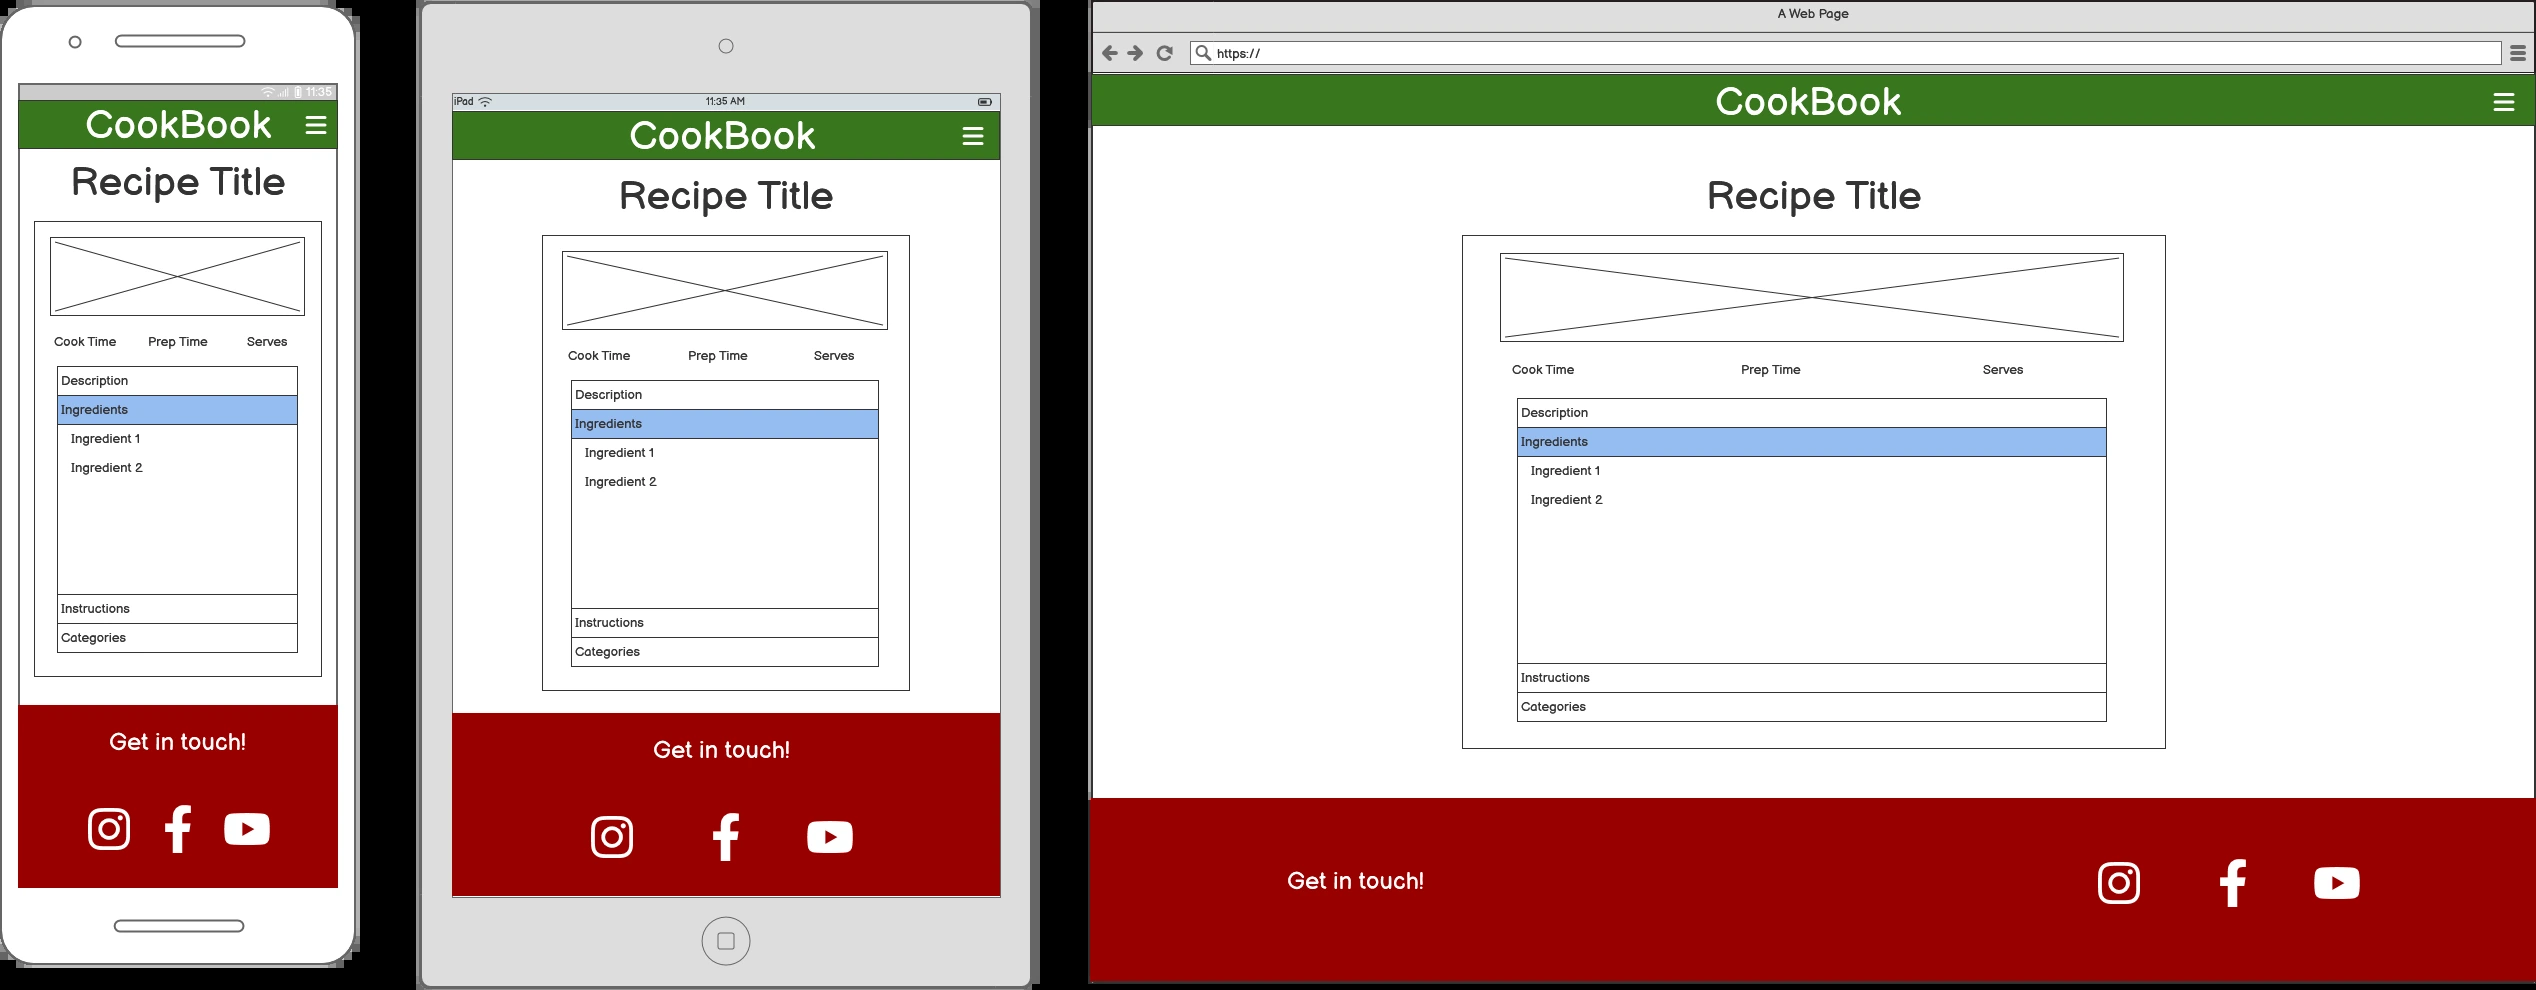 11:35
CookBook
Recipe Title
Cook Time Prep Time Serves
Description
Ingredients
Ingredient 1
Ingredient 2
Instructions
Categories
Get in touch!
iPad 11:35 AM
CookBook
Recipe Title
Cook Time Prep Time Serves
Description
Ingredients
Ingredient 1
Ingredient 2
Instructions
Categories
Get in touch!
A Web Page
https://
CookBook
Recipe Title
Cook Time Prep Time Serves
Description
Ingredients
Ingredient 1
Ingredient 2
Instructions
Categories
Get in touch!